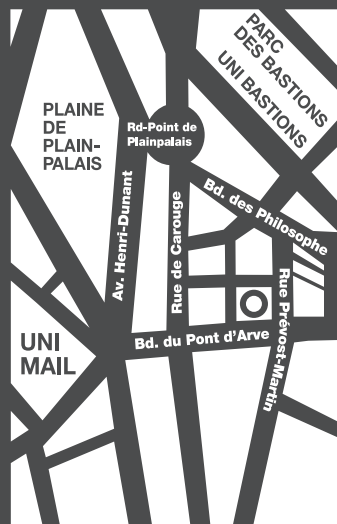 PARC
DES BASTIONS
UNI BASTIONS
PLAINE
DE
PLAIN-
PALAIS
Rd-Point de
Plainpalais
Bd. des Philosophe
Av. Henri-Dunant
Rue de Carouge
Rue Prévost-Martin
Bd. du Pont d'Arve
UNI
MAIL